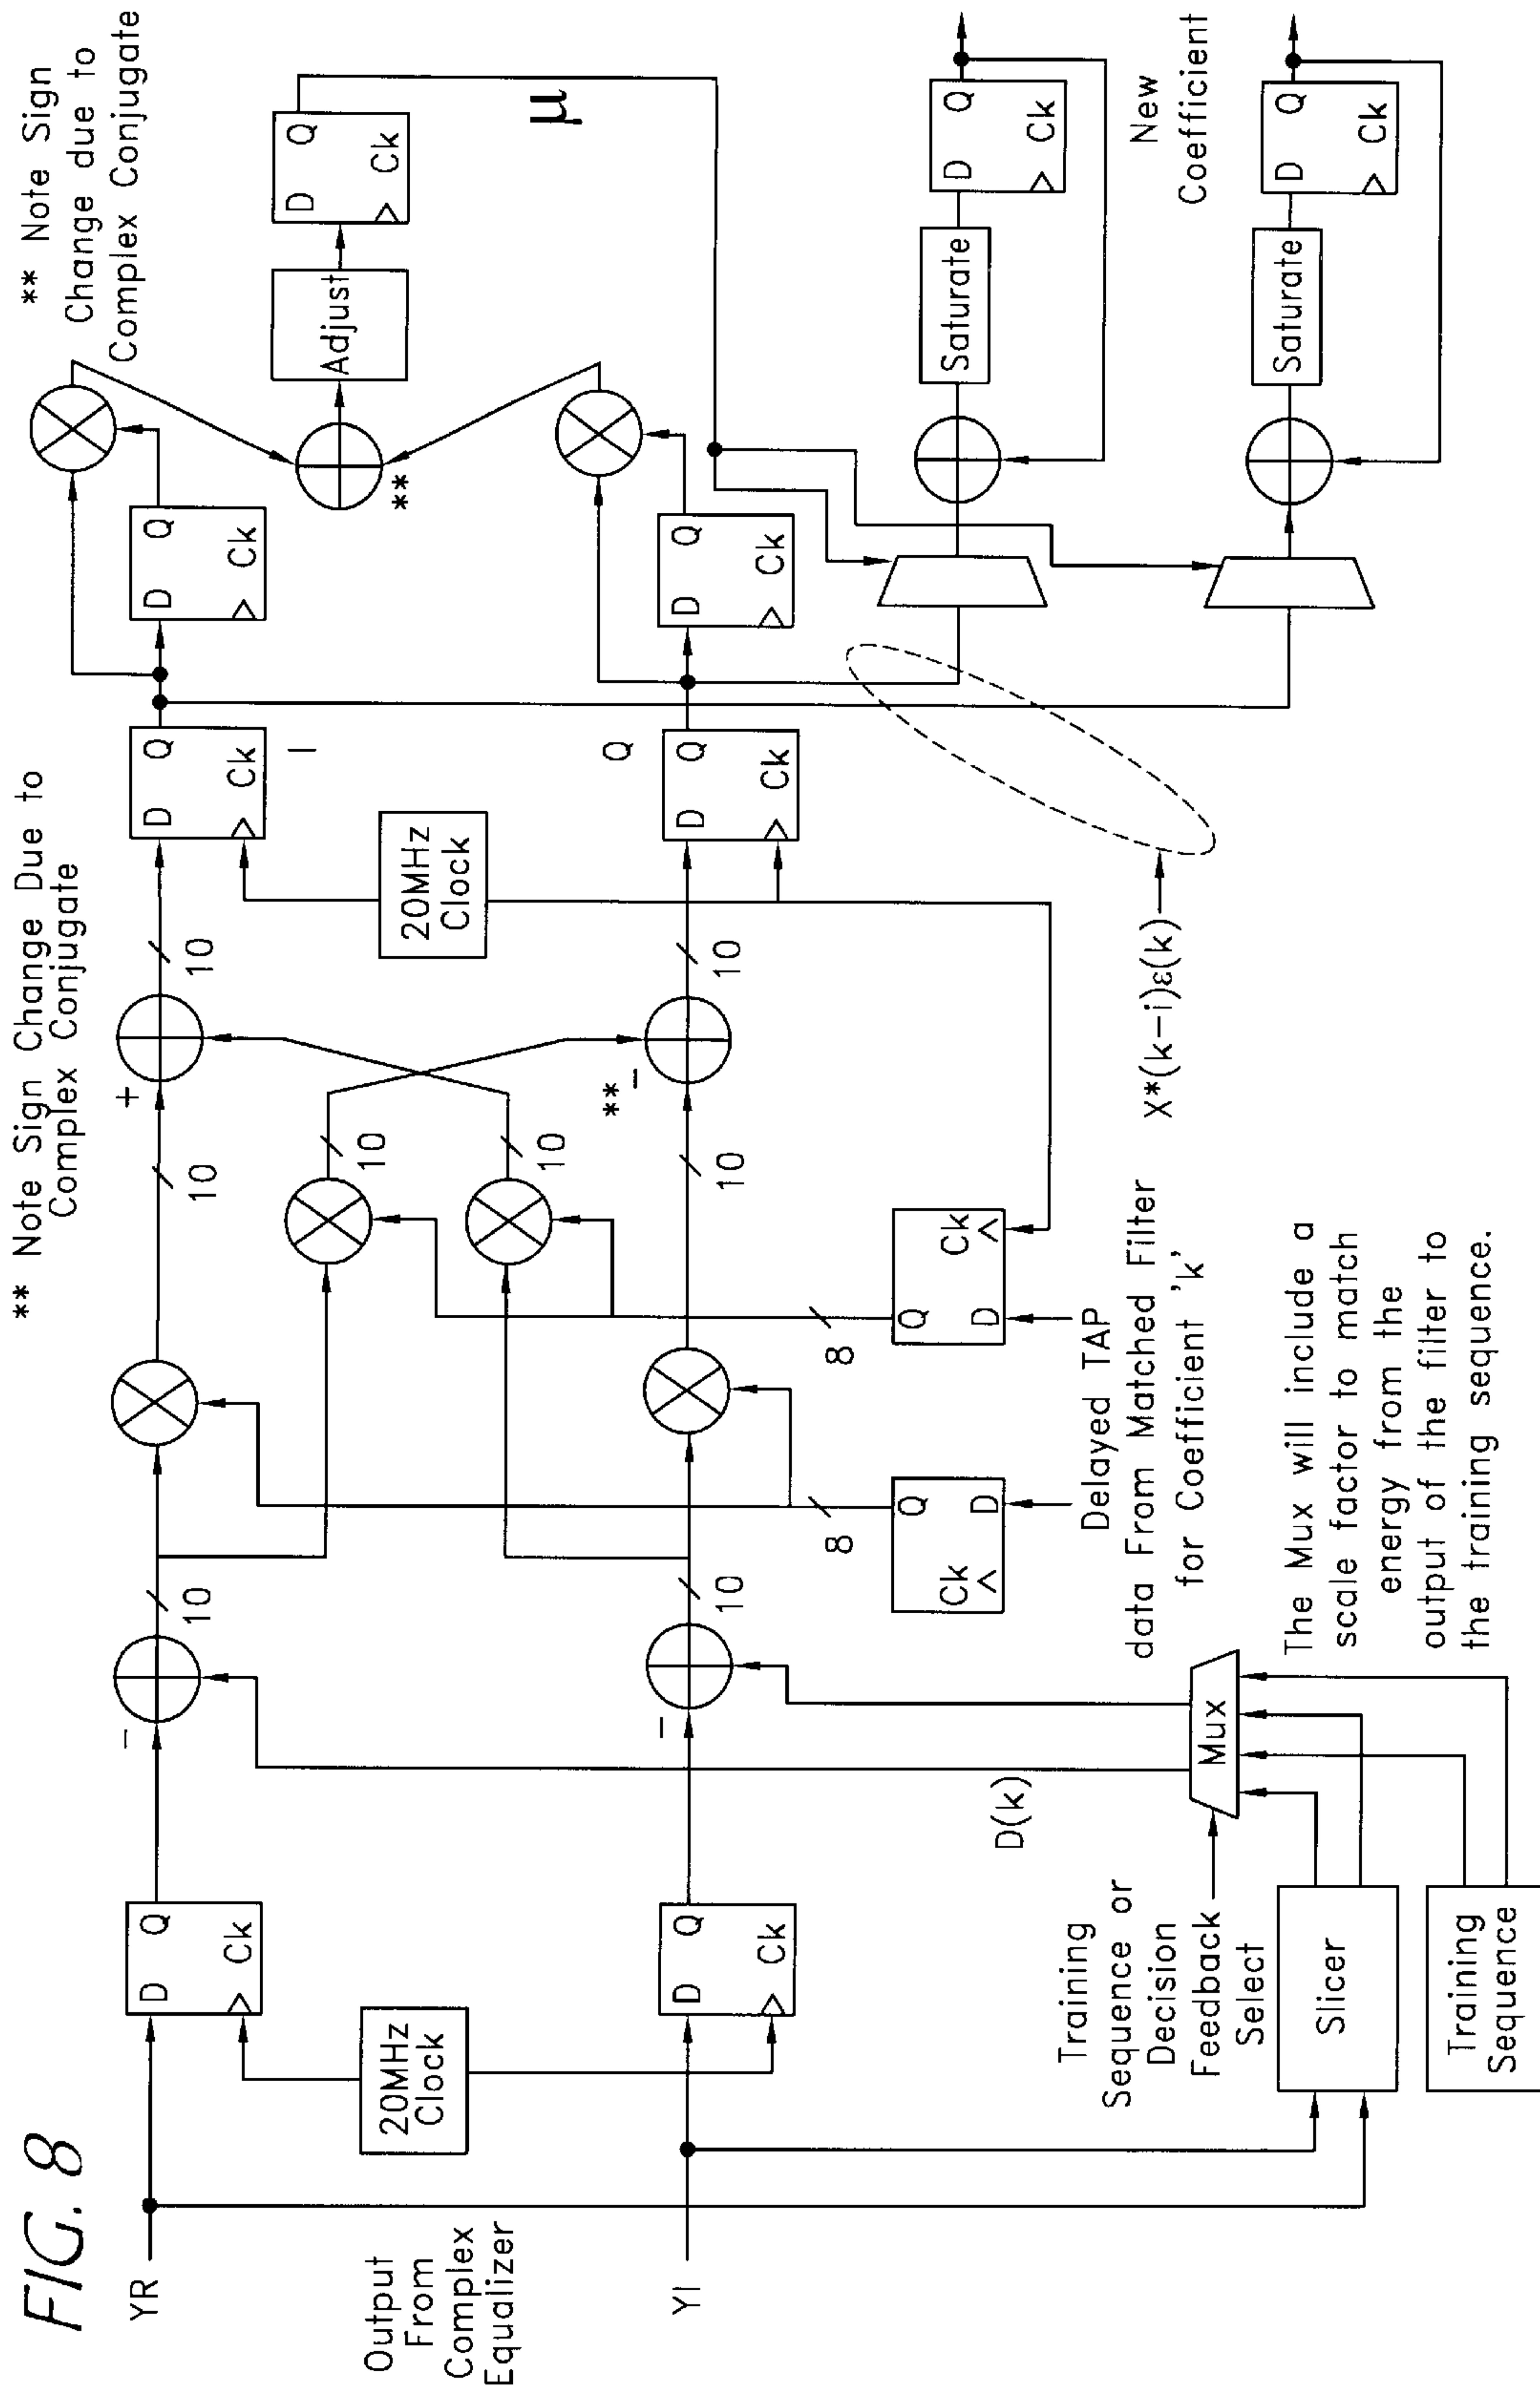 FIG. 8
** Note Sign Change Due to
Complex Conjugate
** Note Sign
Change due to
Complex Conjugate
YR
D Q
Ck
-
10
+
10
D Q
Ck
I
D Q
Ck
**
Adjust
D Q
Ck
μ
Output
From
Complex
Equalizer
20MHz
Clock
10
10
20MHz
Clock
YI
D Q
Ck
-
10
10
** -
10
Q
D Q
Ck
D Q
Ck
8
8
Q
Ck D
Q
D Ck
D(k)
Delayed TAP
data From Matched Filter
for Coefficient 'k'
X*(k-i)ε(k)
Saturate
D Q
Ck
New
Coefficient
Saturate
D Q
Ck
Training
Sequence or
Decision
Feedback
Select
Mux
Slicer
Training
Sequence
The Mux will include a
scale factor to match
energy from the
output of the filter to
the training sequence.